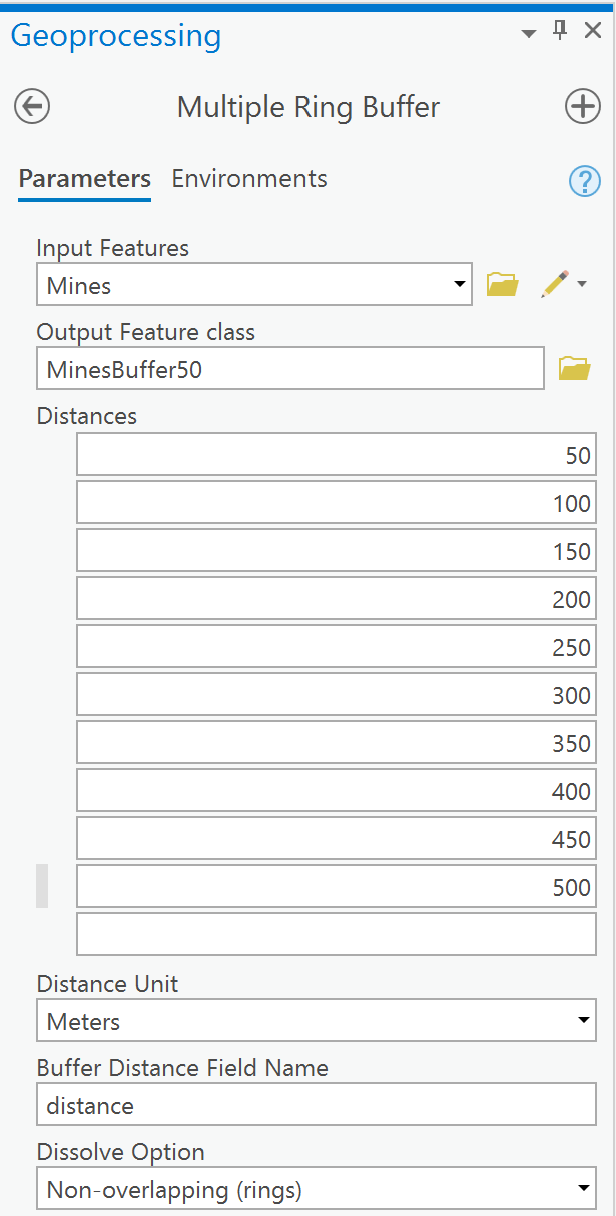 Geoprocessing
Multiple Ring Buffer
Parameters Environments ?
Input Features
Mines
Output Feature class
MinesBuffer50
Distances
50
100
150
200
250
300
350
400
450
500
Distance Unit
Meters
Buffer Distance Field Name
distance
Dissolve Option
Non-overlapping (rings)